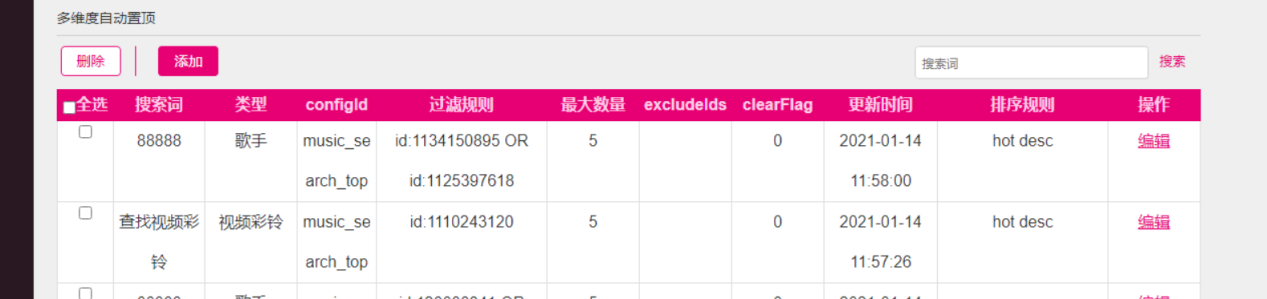 多维度自动置顶
删除 添加 搜索词 搜索
全选 搜索词 类型 configId 过滤规则 最大数量 excludeIds clearFlag 更新时间 排序规则 操作
88888 歌手 music_se id:1134150895 OR 5 0 2021-01-14 hot desc 编辑
arch_top id:1125397618 11:58:00
查找视频彩 视频彩铃 music_se id:1110243120 5 0 2021-01-14 hot desc 编辑
铃 arch_top 11:57:26